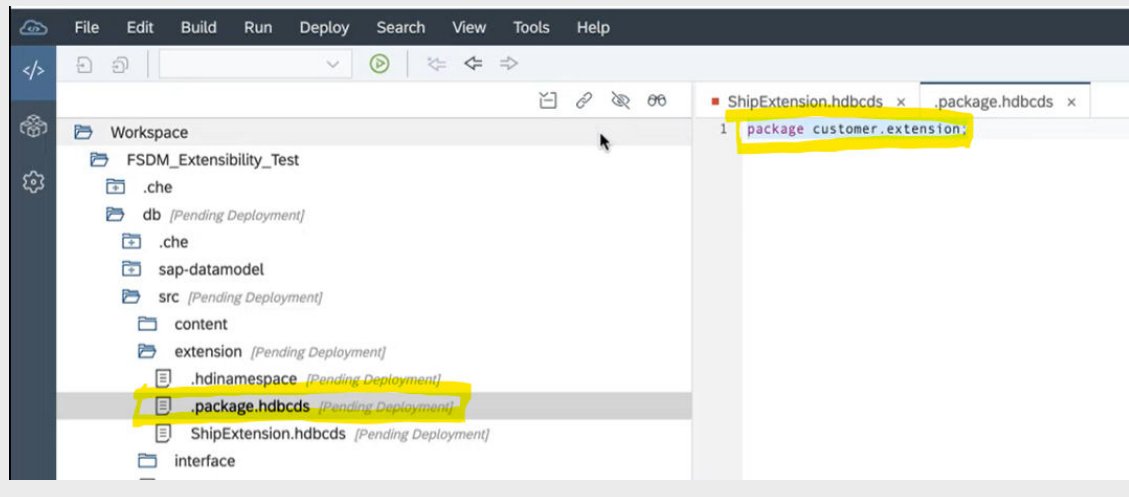 File Edit Build Run Deploy Search View Tools Help
ShipExtension.hdbcds × .package.hdbcds ×
1 package customer.extension;
Workspace
FSDM_Extensibility_Test
.che
db [Pending Deployment]
.che
sap-datamodel
src [Pending Deployment]
content
extension [Pending Deployment]
.hdinamespace [Pending Deployment]
.package.hdbcds [Pending Deployment]
ShipExtension.hdbcds [Pending Deployment]
interface